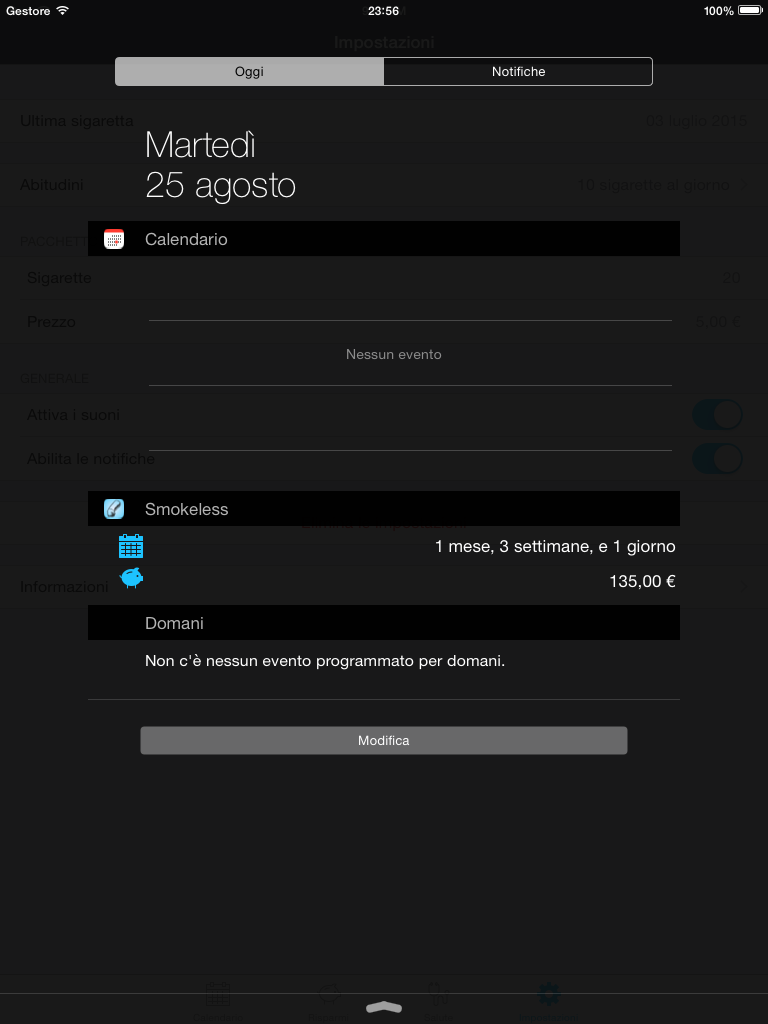 Gestore 23:56 100%
Impostazioni
Oggi Notifiche
Ultima sigaretta 03 luglio 2015
Martedì
25 agosto
Abitudini 10 sigarette al giorno
Calendario
Sigarette 20
Prezzo 5,00 €
Nessun evento
GENERALE
Attiva i suoni
Abilita le notifiche
Smokeless
1 mese, 3 settimane, e 1 giorno
135,00 €
Informazioni
Domani
Non c'è nessun evento programmato per domani.
Modifica